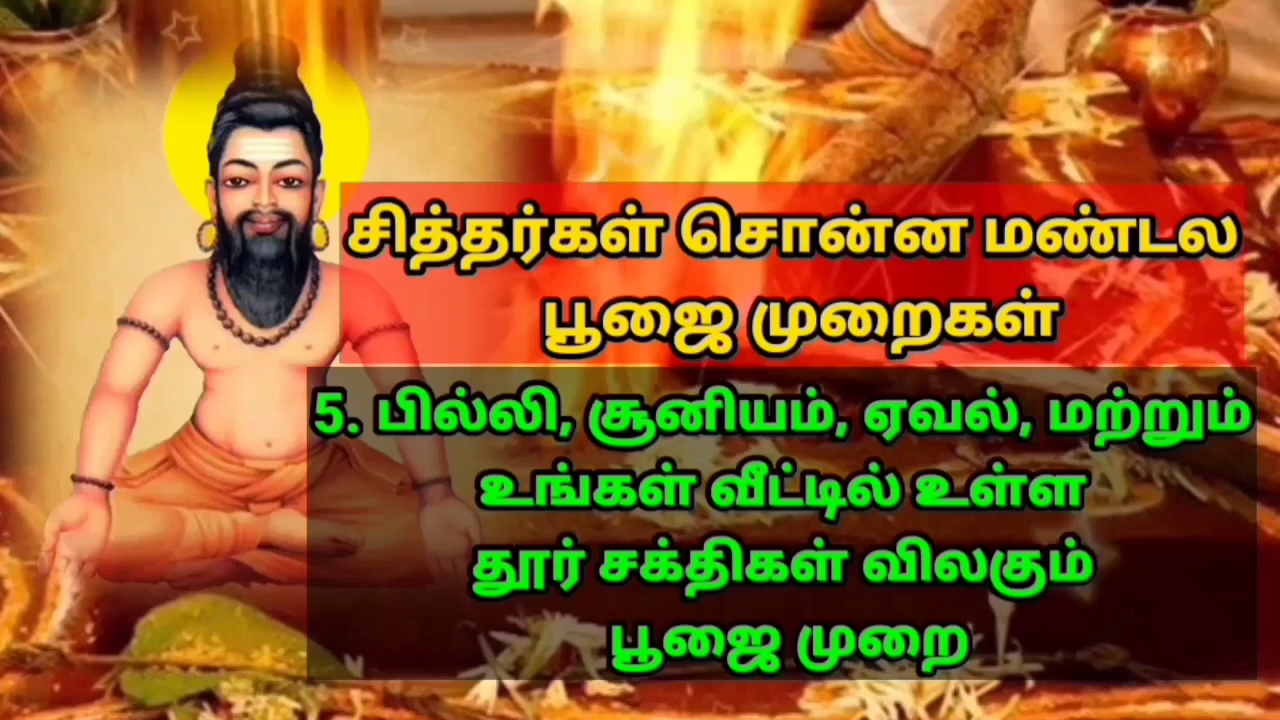 சித்தர்கள் சொன்ன மண்டல
பூஜை முறைகள்
5. பில்லி, சூனியம், ஏவல், மற்றும்
உங்கள் வீட்டில் உள்ள
தூர் சக்திகள் விலகும்
பூஜை முறை